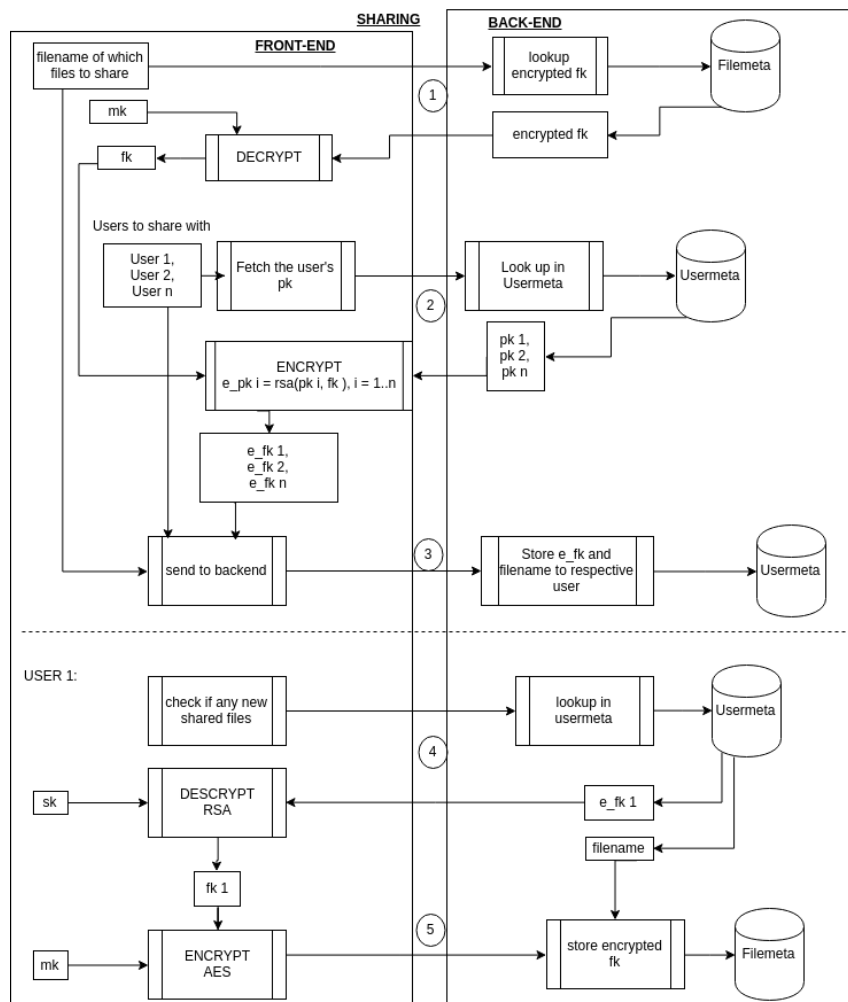 SHARING
FRONT-END
BACK-END
filename of which
files to share
lookup
encrypted fk
Filemeta
1
mk
encrypted fk
DECRYPT
fk
Users to share with
User 1,
User 2,
User n
Fetch the user's
pk
Look up in
Usermeta
Usermeta
2
pk 1,
pk 2,
pk n
ENCRYPT
e_pk i = rsa(pk i, fk ), i = 1..n
e_fk 1,
e_fk 2,
e_fk n
3
send to backend
Store e_fk and
filename to respective
user
Usermeta
USER 1:
check if any new
shared files
lookup in
usermeta
Usermeta
4
sk
DESCRYPT
RSA
e_fk 1
filename
fk 1
5
mk
ENCRYPT
AES
store encrypted
fk
Filemeta